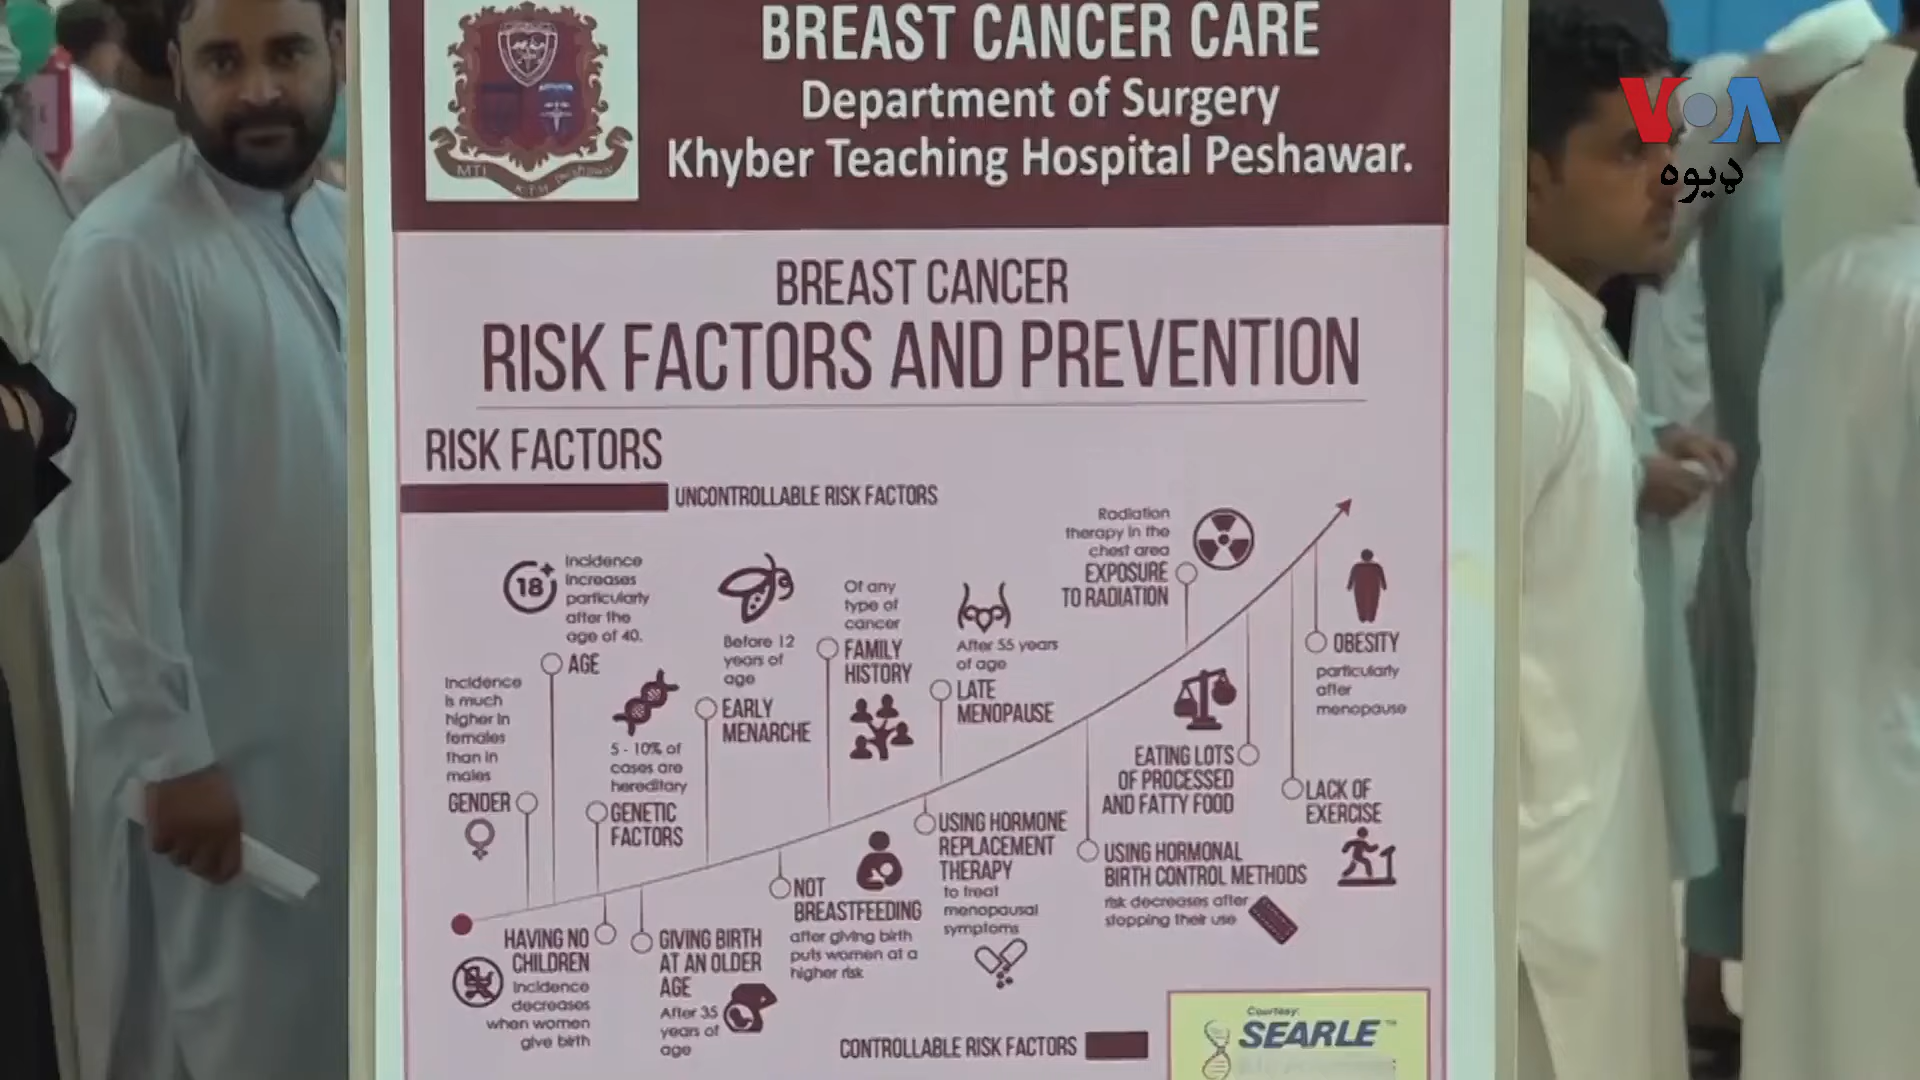 BREAST CANCER CARE
Department of Surgery
Khyber Teaching Hospital Peshawar.
MTI
VOA
ډیوه
BREAST CANCER
RISK FACTORS AND PREVENTION
RISK FACTORS
UNCONTROLLABLE RISK FACTORS
Incidence
is much
higher in
females
than in
males
GENDER
18+
Incidence
increases
particularly
after the
age of 40.
AGE
5 - 10% of
cases are
hereditary
GENETIC
FACTORS
Before 12
years of
age
EARLY
MENARCHE
Of any
type of
cancer
FAMILY
HISTORY
After 55 years
of age
LATE
MENOPAUSE
Radiation
therapy in the
chest area
EXPOSURE
TO RADIATION
HAVING NO
CHILDREN
Incidence
decreases
when women
give birth
GIVING BIRTH
AT AN OLDER
AGE
After 35
years of
age
NOT
BREASTFEEDING
after giving birth
puts women at a
higher risk
USING HORMONE
REPLACEMENT
THERAPY
to treat
menopausal
symptoms
USING HORMONAL
BIRTH CONTROL METHODS
risk decreases after
stopping their use
EATING LOTS
OF PROCESSED
AND FATTY FOOD
LACK OF
EXERCISE
OBESITY
particularly
after
menopause
CONTROLLABLE RISK FACTORS
Courtesy:
SEARLE™